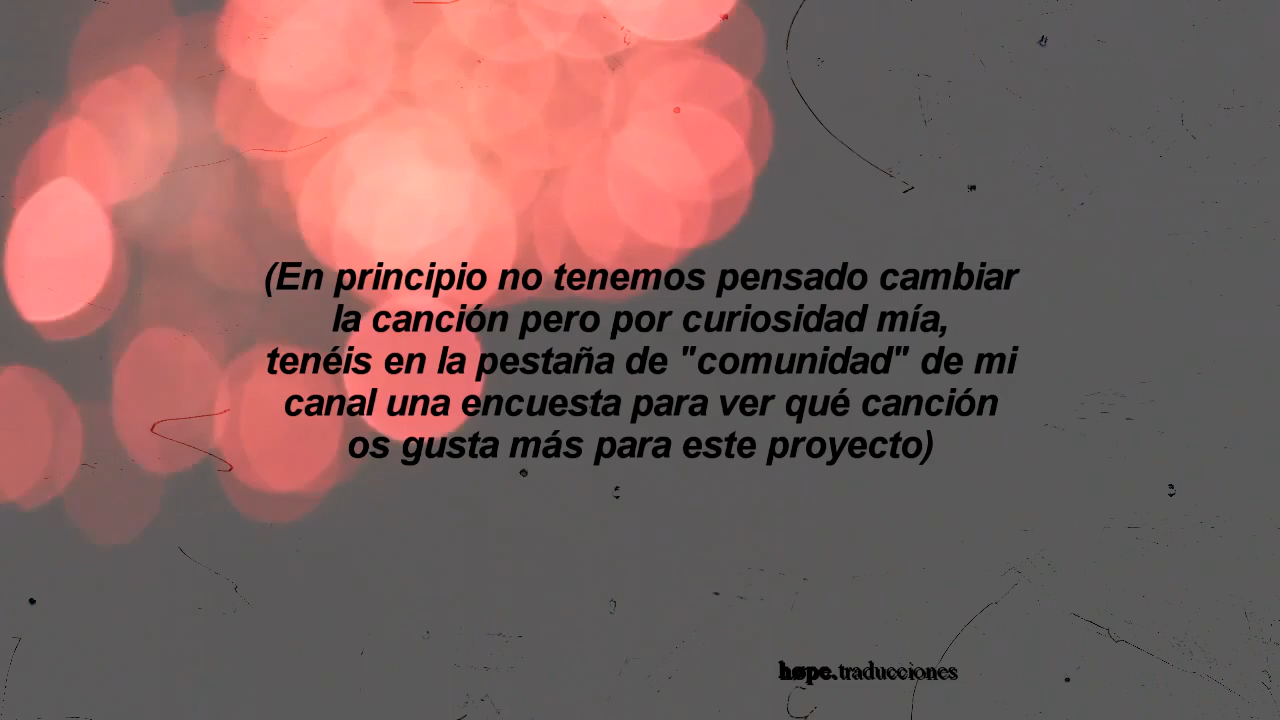 (En principio no tenemos pensado cambiar
la canción pero por curiosidad mía,
tenéis en la pestaña de "comunidad" de mi
canal una encuesta para ver qué canción
os gusta más para este proyecto)
høpe.traducciones